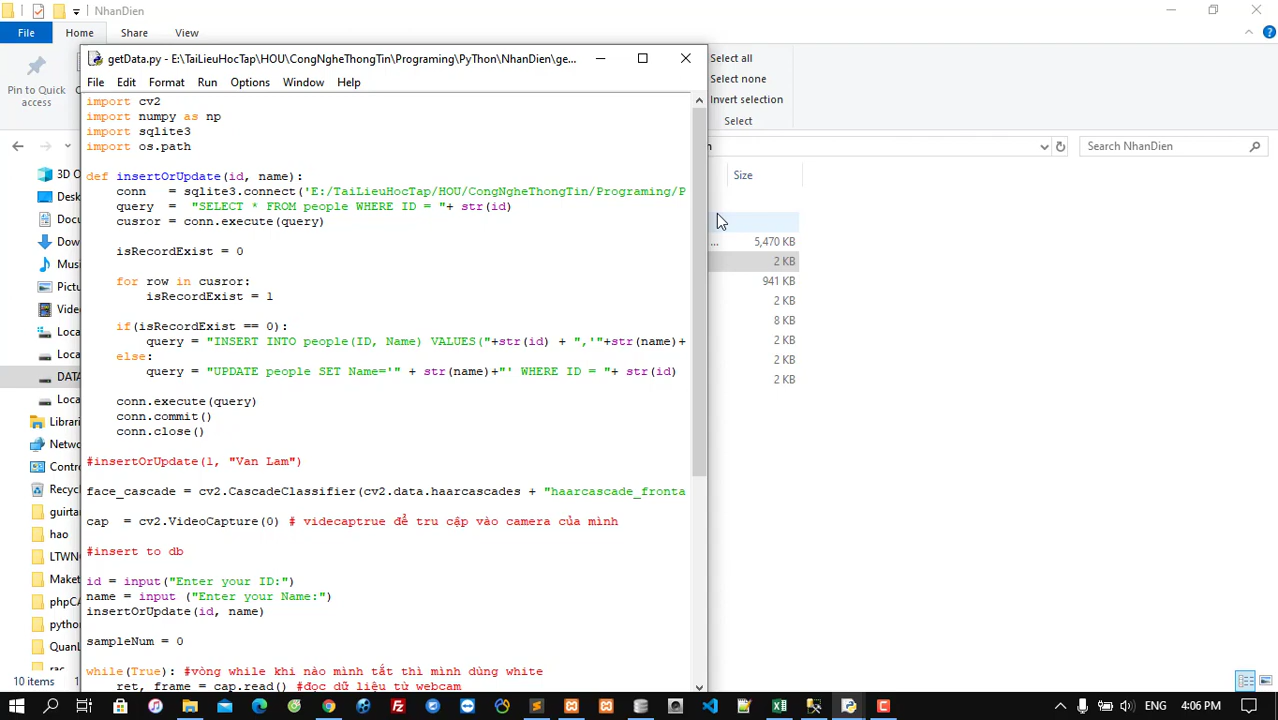 NhanDien
File Home Share View
getData.py - E:\TaiLieuHocTap\HOU\CongNgheThongTin\Programing\PyThon\NhanDien\ge...
File Edit Format Run Options Window Help
Pin to Quick
access
Select all
Select none
Invert selection
Select
Search NhanDien
Size
5,470 KB
2 KB
941 KB
2 KB
8 KB
2 KB
2 KB
2 KB
import cv2
import numpy as np
import sqlite3
import os.path
def insertOrUpdate(id, name):
conn = sqlite3.connect('E:/TaiLieuHocTap/HOU/CongNgheThongTin/Programing/P
query = "SELECT * FROM people WHERE ID = "+ str(id)
cusror = conn.execute(query)
isRecordExist = 0
for row in cusror:
isRecordExist = 1
if(isRecordExist == 0):
query = "INSERT INTO people(ID, Name) VALUES("+str(id) + ",'"+str(name)+
else:
query = "UPDATE people SET Name='" + str(name)+"' WHERE ID = "+ str(id)
conn.execute(query)
conn.commit()
conn.close()
#insertOrUpdate(1, "Van Lam")
face_cascade = cv2.CascadeClassifier(cv2.data.haarcascades + "haarcascade_fronta
cap = cv2.VideoCapture(0) # videcaptrue để tru cập vào camera của mình
#insert to db
id = input("Enter your ID:")
name = input ("Enter your Name:")
insertOrUpdate(id, name)
sampleNum = 0
while(True): #vòng while khi nào mình tắt thì mình dùng white
ret, frame = cap.read() #đọc dữ liệu từ webcam
3D O
Desk
Docu
Dow
Musi
Pictu
Vide
Loca
Loca
DATA
Loca
Librari
Netwo
Contro
Recyc
guitar
hao
LTWN
Maket
phpCA
python
QuanL
10 items
4:06 PM